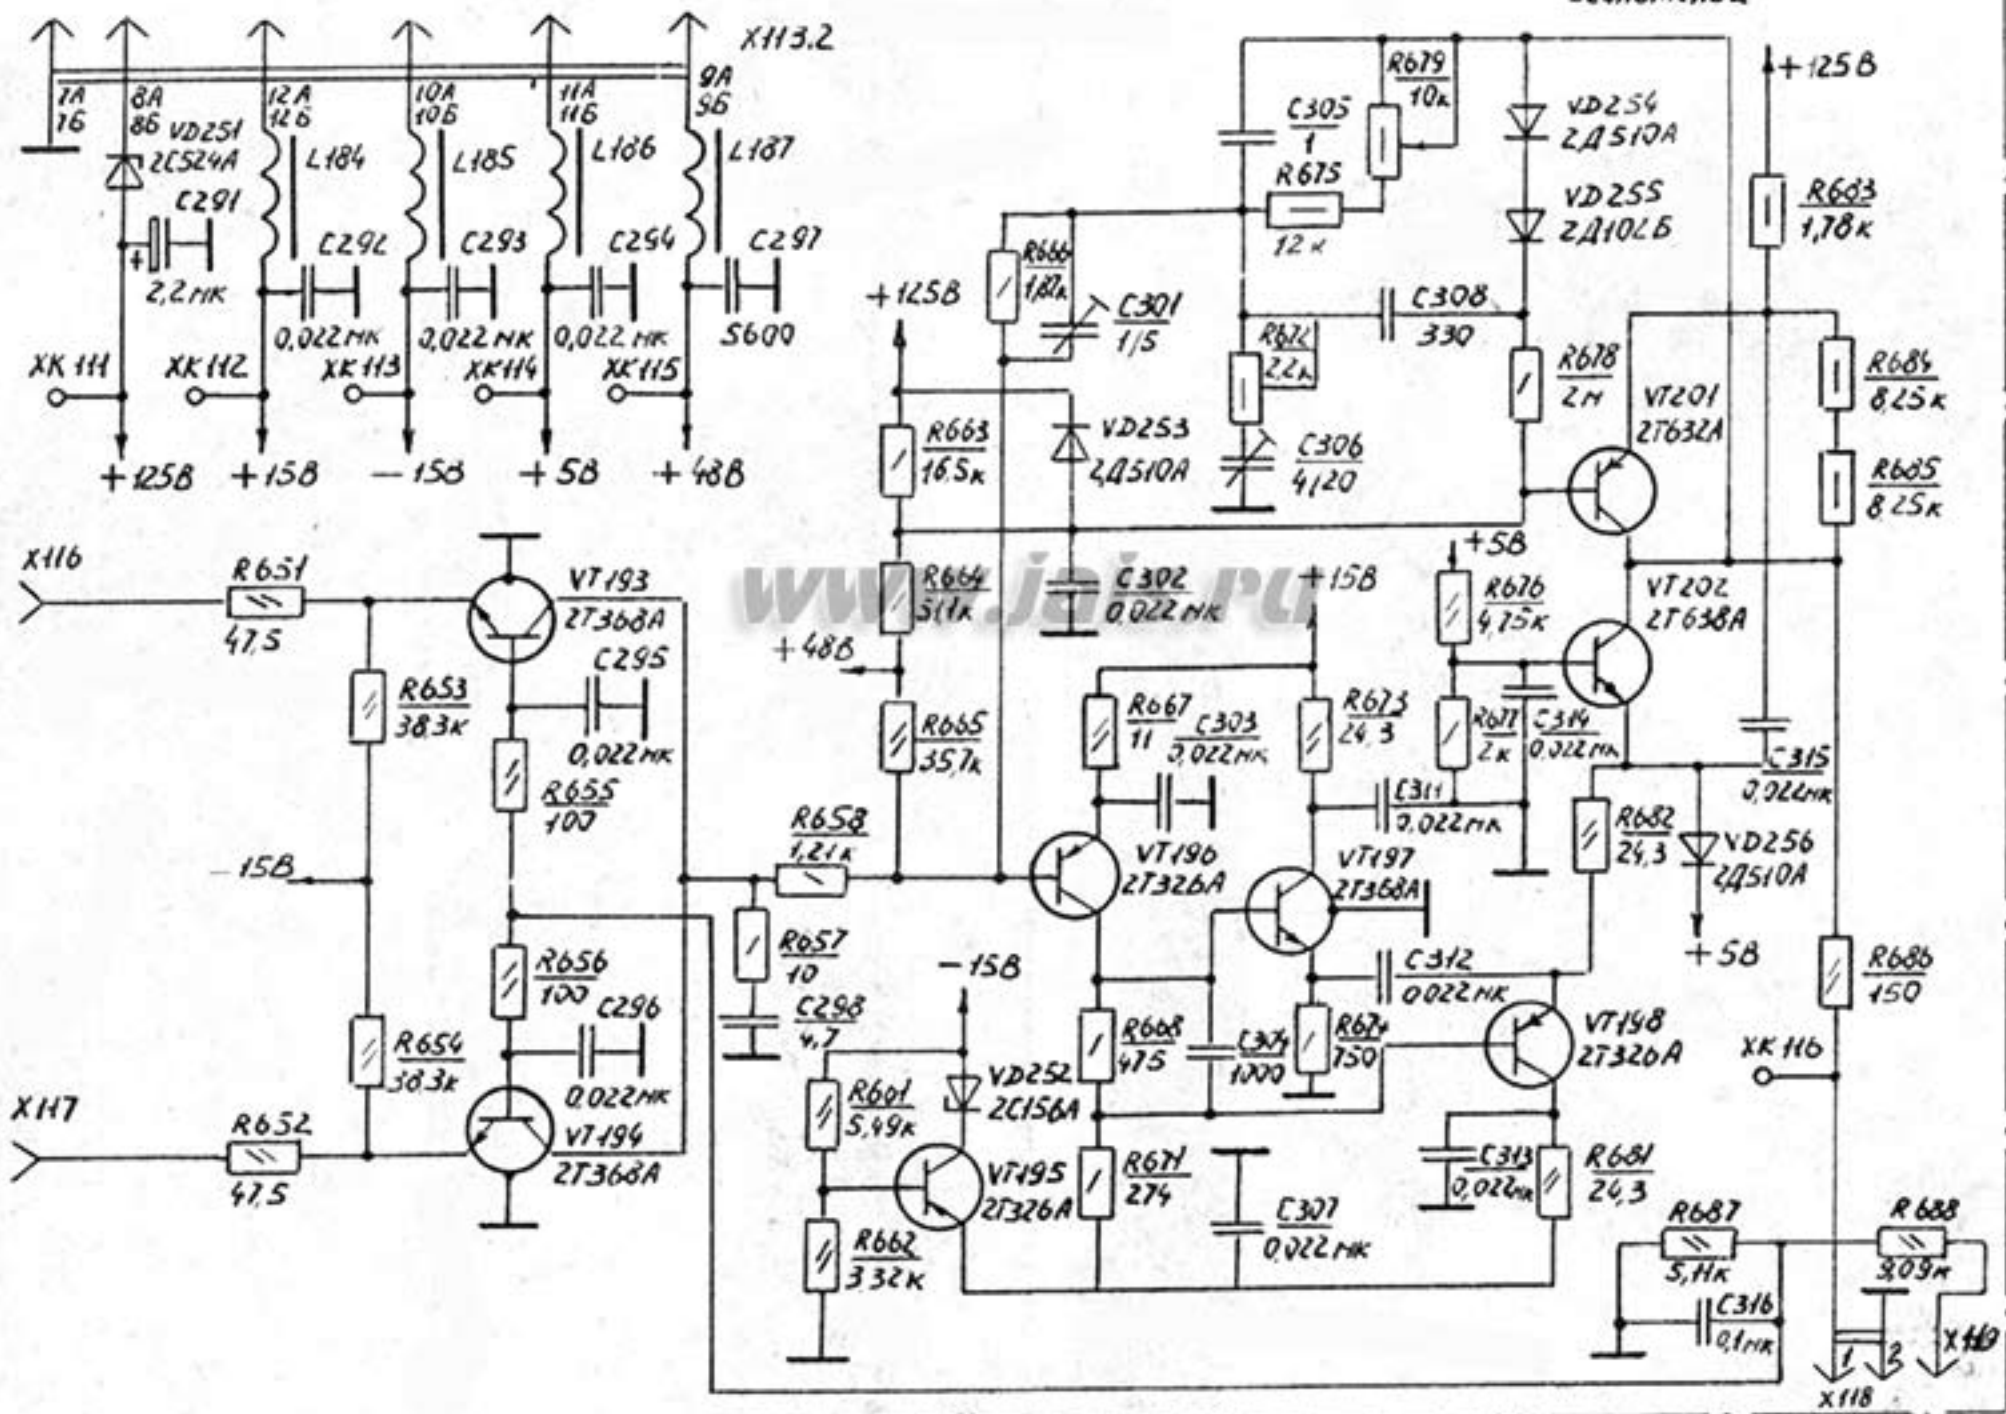 X113.2
7А 8А 12А 10А 11А 9А
7Б 8Б 12Б 10Б 11Б 9Б
VD251
2С524А
L184
L185
L186
L187
C291
2,2мк
C292
0,022мк
C293
0,022мк
C294
0,022мк
C297
5600
XK111
XK112
XK113
XK114
XK115
+125В
+15В
-15В
+5В
+48В
R679
10к
C305
1
R675
12к
VD254
2Д510А
VD255
2Д102Б
+125В
R683
1,78к
R666
C301
1/5
R672
2,2к
C308
330
C306
4/20
R678
2м
VT201
2Т632А
R684
8,25к
R685
8,25к
+125В
R663
16,5к
VD253
2Д510А
www.jais.ru
R664
511к
C302
0,022мк
+48В
+15В
+5В
R676
4,75к
VT202
2Т638А
X116
R651
47,5
VT193
2Т368А
R653
38,3к
C295
0,022мк
R655
100
R665
35,7к
R667
11
C303
0,022мк
R673
24,3
R677
2к
C314
0,022мк
C315
0,022мк
-15В
R658
1,21к
C311
0,022мк
R682
24,3
VD256
2Д510А
+5В
VT196
2Т326А
VT197
2Т368А
R657
10
C298
4,7
R656
100
C296
0,022мк
-15В
C312
0,022мк
R686
150
R654
38,3к
R668
475
C304
1000
R674
750
VT198
2Т326А
XK116
X117
R652
47,5
VT194
2Т368А
R661
5,49к
VD252
2С156А
VT195
2Т326А
R662
3,32к
R671
274
C307
0,022мк
C313
0,022мк
R681
24,3
R687
5,11к
R688
9,09к
C316
0,1мк
1 2
X118
X119